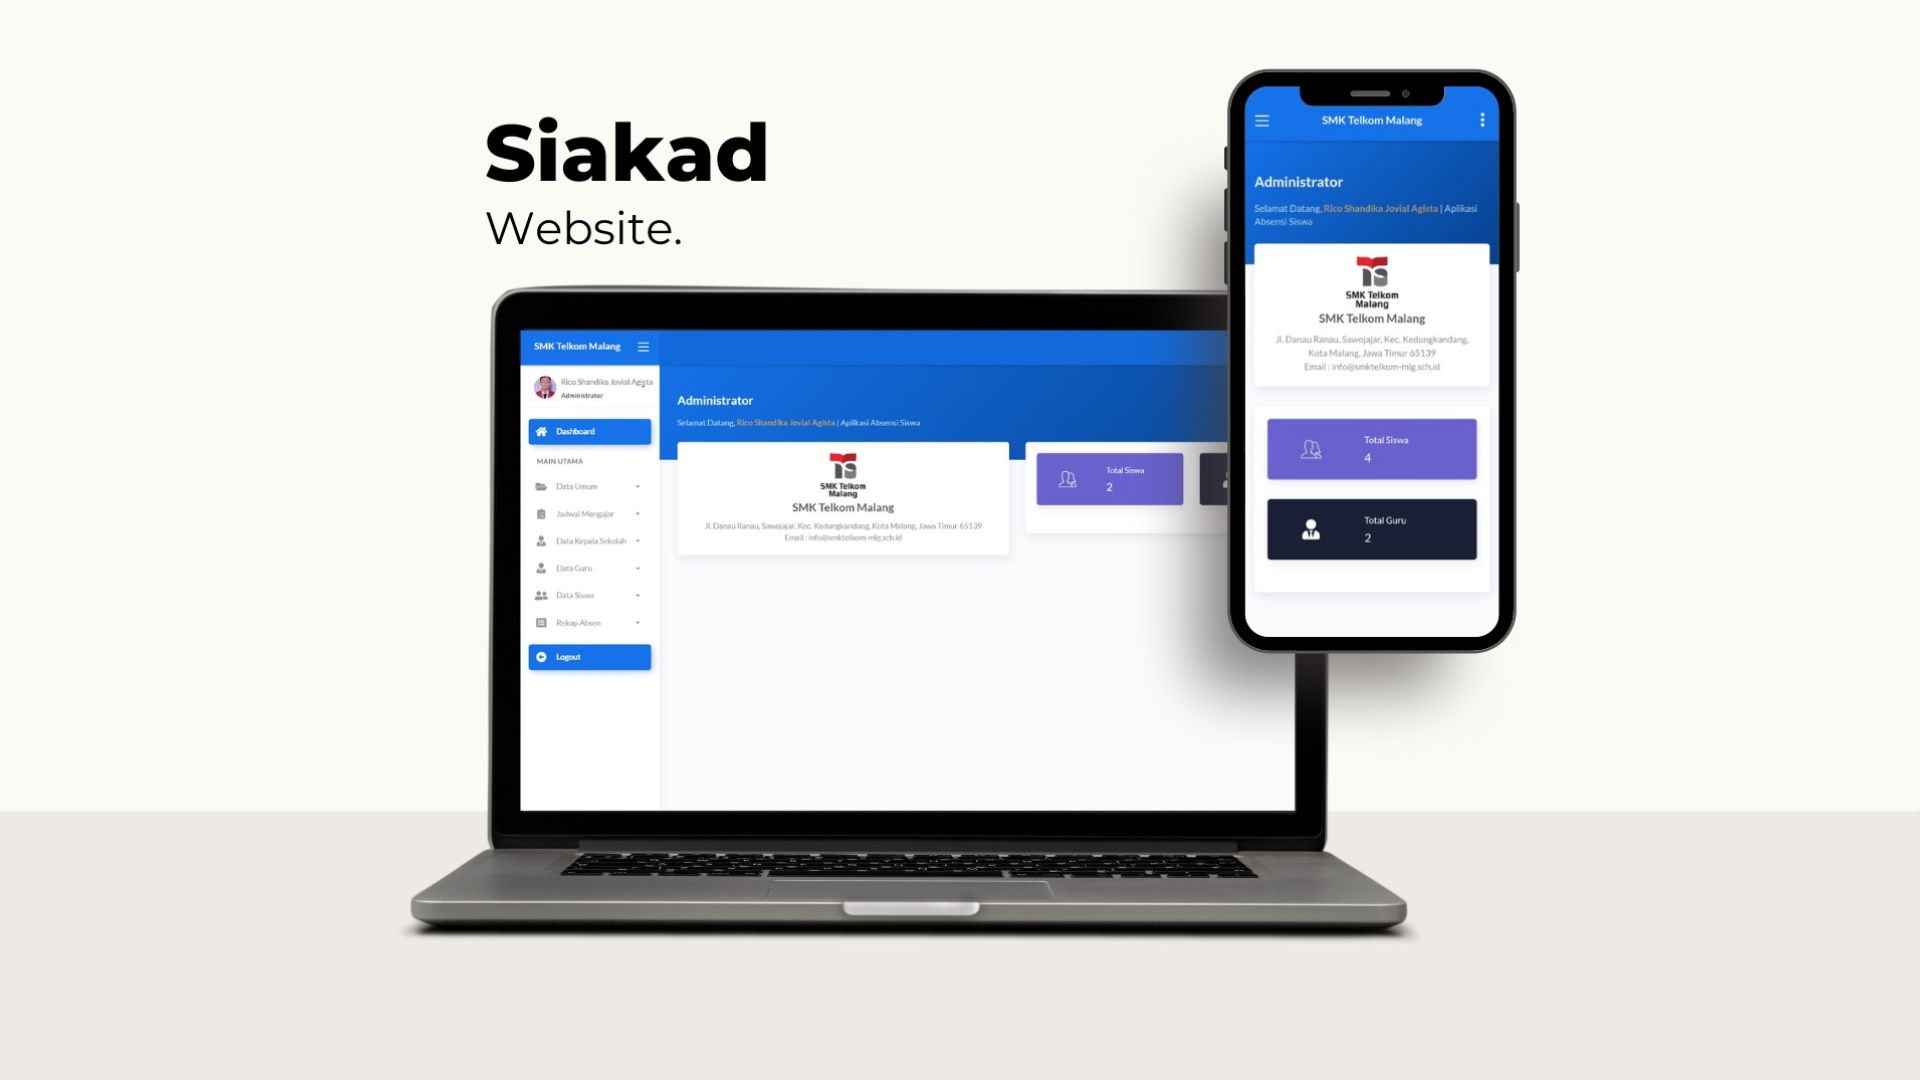 Siakad
Website.
SMK Telkom Malang
Rico Shandika Jovial Agista
Administrator
Dashboard
MAIN UTAMA
Data Umum
Jadwal Mengajar
Data Kepala Sekolah
Data Guru
Data Siswa
Rekap Absen
Logout
Administrator
Selamat Datang, Rico Shandika Jovial Agista | Aplikasi Absensi Siswa
SMK Telkom
Malang
SMK Telkom Malang
Jl. Danau Ranau, Sawojajar, Kec. Kedungkandang, Kota Malang, Jawa Timur 65139
Email : info@smktelkom-mlg.sch.id
Total Siswa
2
SMK Telkom Malang
Administrator
Selamat Datang, Rico Shandika Jovial Agista | Aplikasi
Absensi Siswa
SMK Telkom
Malang
SMK Telkom Malang
Jl. Danau Ranau, Sawojajar, Kec. Kedungkandang,
Kota Malang, Jawa Timur 65139
Email : info@smktelkom-mlg.sch.id
Total Siswa
4
Total Guru
2